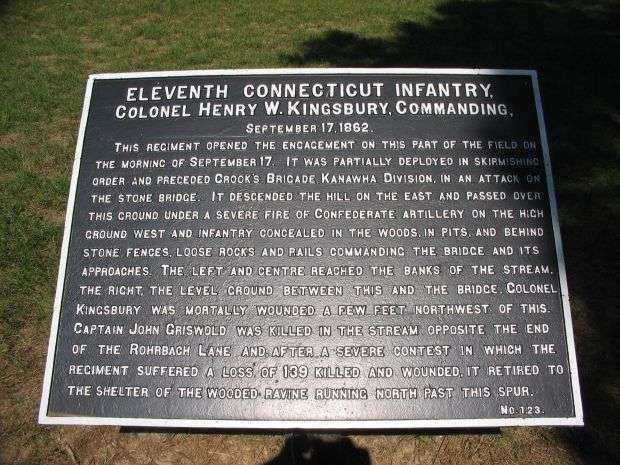 Eleventh Connecticut Infantry,
Colonel Henry W. Kingsbury, Commanding,
September 17, 1862.
This regiment opened the engagement on this part of the field on
the morning of September 17. It was partially deployed in skirmishing
order and preceded Crook's Brigade, Kanawha Division, in an attack on
the stone bridge. It descended the hill on the east and passed over
this ground under a severe fire of Confederate artillery on the high
ground west and infantry concealed in the woods, in pits, and behind
stone fences, loose rocks and rails commanding the bridge and its
approaches. The left and centre reached the banks of the stream,
the right, the level ground between this and the bridge. Colonel
Kingsbury was mortally wounded a few feet northwest of this.
Captain John Griswold was killed in the stream opposite the end
of the Rohrbach Lane and, after a severe contest in which the
regiment suffered a loss of 139 killed and wounded, it retired to
the shelter of the wooded ravine running north past this spur.
No. 123.